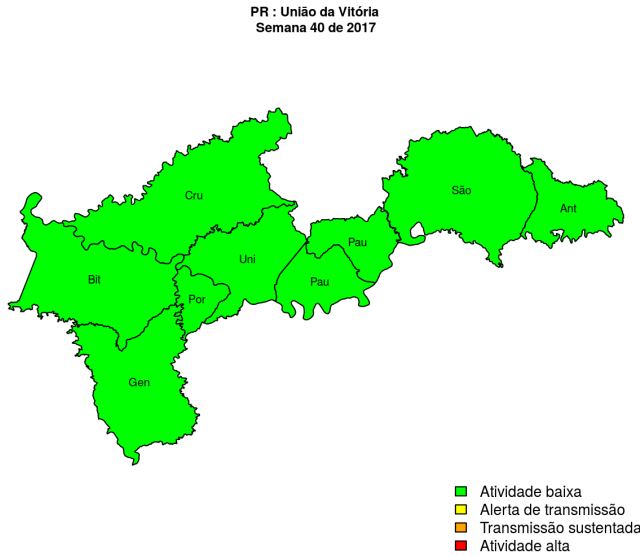 PR : União da Vitória
Semana 40 de 2017
Cru
São
Ant
Pau
Uni
Bit
Pau
Por
Gen
Atividade baixa
Alerta de transmissão
Transmissão sustentada
Atividade alta